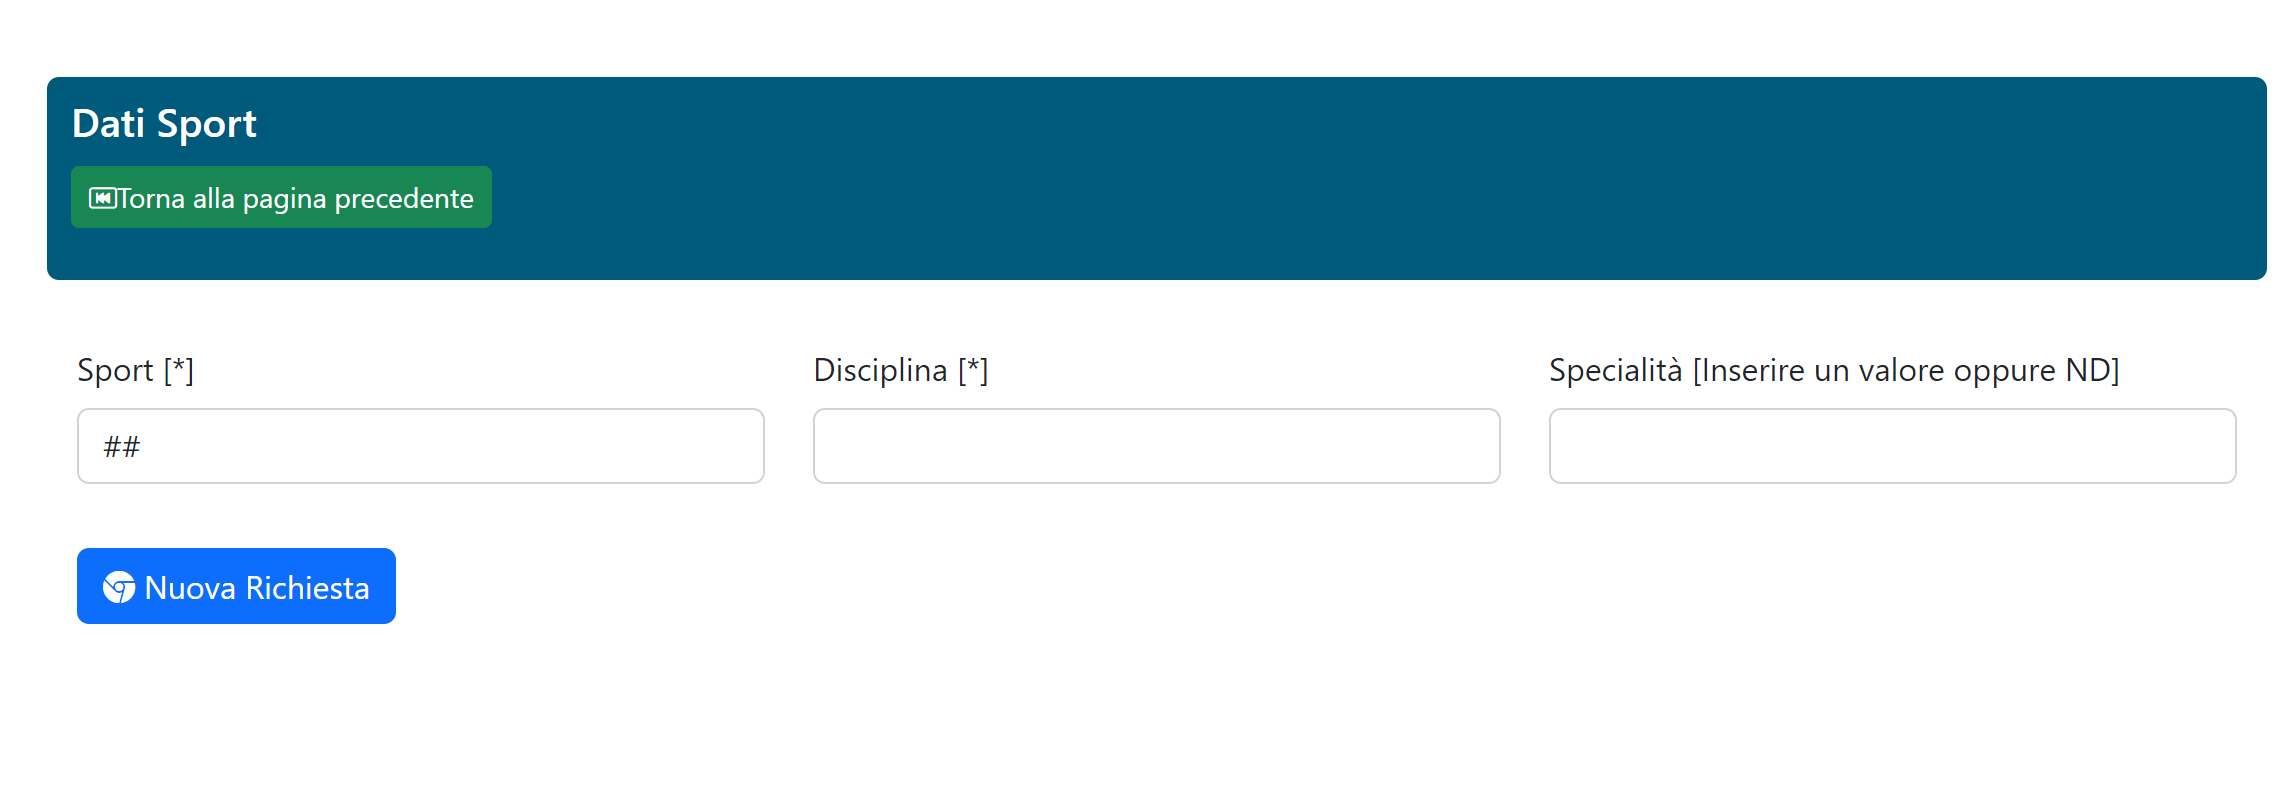 Dati Sport
Torna alla pagina precedente
Sport [*]
Disciplina [*]
Specialità [Inserire un valore oppure ND]
##
Nuova Richiesta